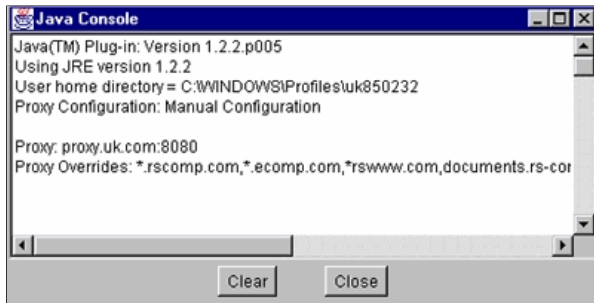 Java Console
Java(TM) Plug-in: Version 1.2.2.p005
Using JRE version 1.2.2
User home directory = C:\WINDOWS\Profiles\uk850232
Proxy Configuration: Manual Configuration
Proxy: proxy.uk.com:8080
Proxy Overrides: *.rscomp.com,*.ecomp.com,*rswww.com,documents.rs-cor
Clear Close